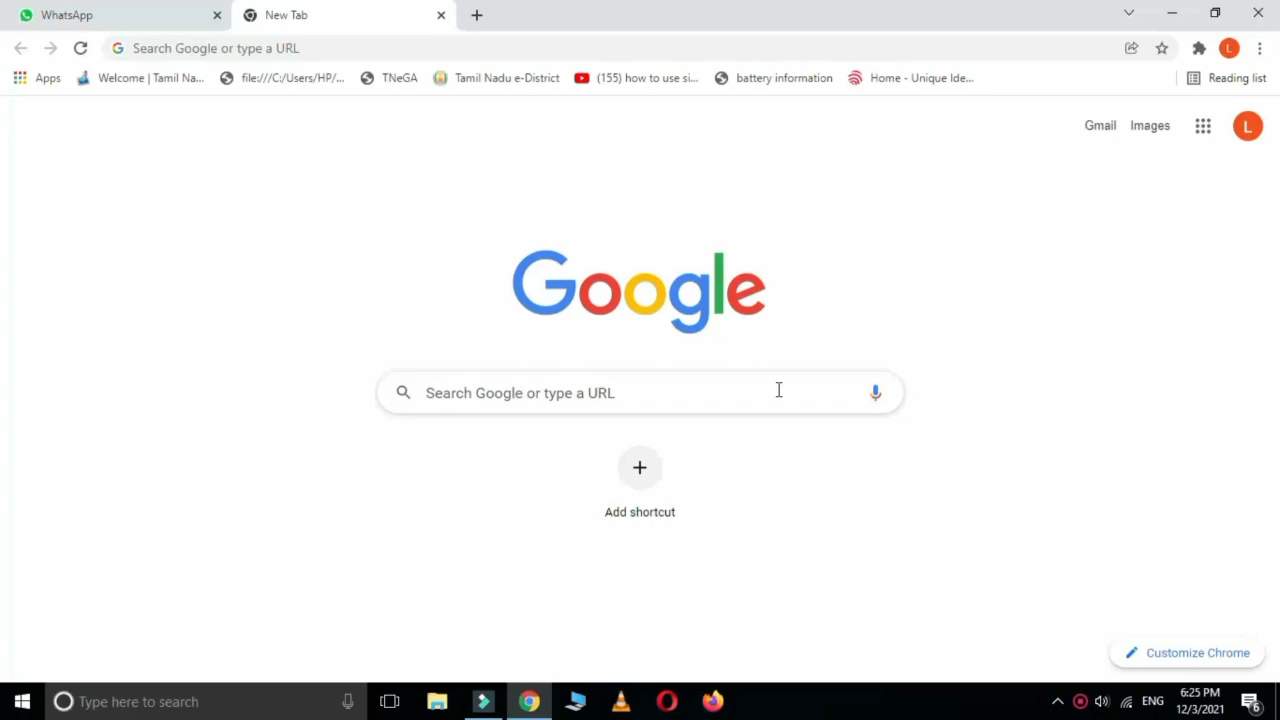 WhatsApp
New Tab
Search Google or type a URL
Apps
Welcome | Tamil Na...
file:///C:/Users/HP/...
TNeGA
Tamil Nadu e-District
(155) how to use si...
battery information
Home - Unique Ide...
Reading list
L
Gmail
Images
L
Google
Search Google or type a URL
Add shortcut
Customize Chrome
Type here to search
ENG
6:25 PM
12/3/2021
6